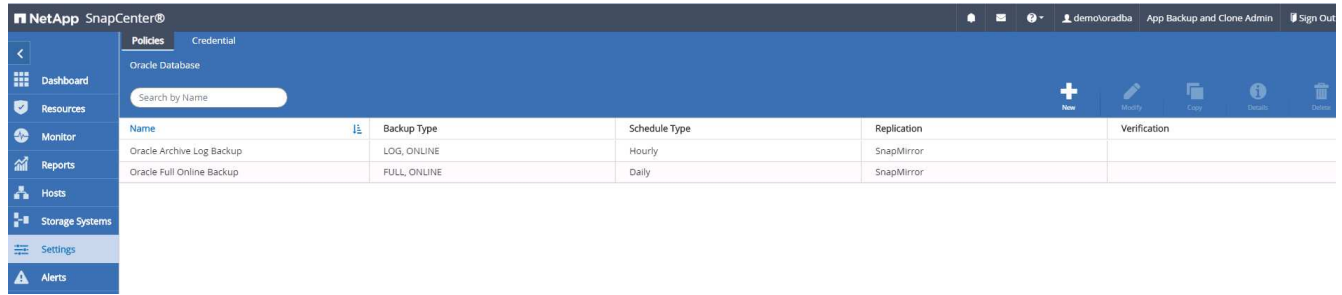 NetApp SnapCenter® demo\oradba App Backup and Clone Admin Sign Out
Policies Credential
Oracle Database
Dashboard
Search by Name
New Modify Copy Details Delete
Resources
Name Backup Type Schedule Type Replication Verification
Monitor
Oracle Archive Log Backup LOG, ONLINE Hourly SnapMirror
Reports
Oracle Full Online Backup FULL, ONLINE Daily SnapMirror
Hosts
Storage Systems
Settings
Alerts